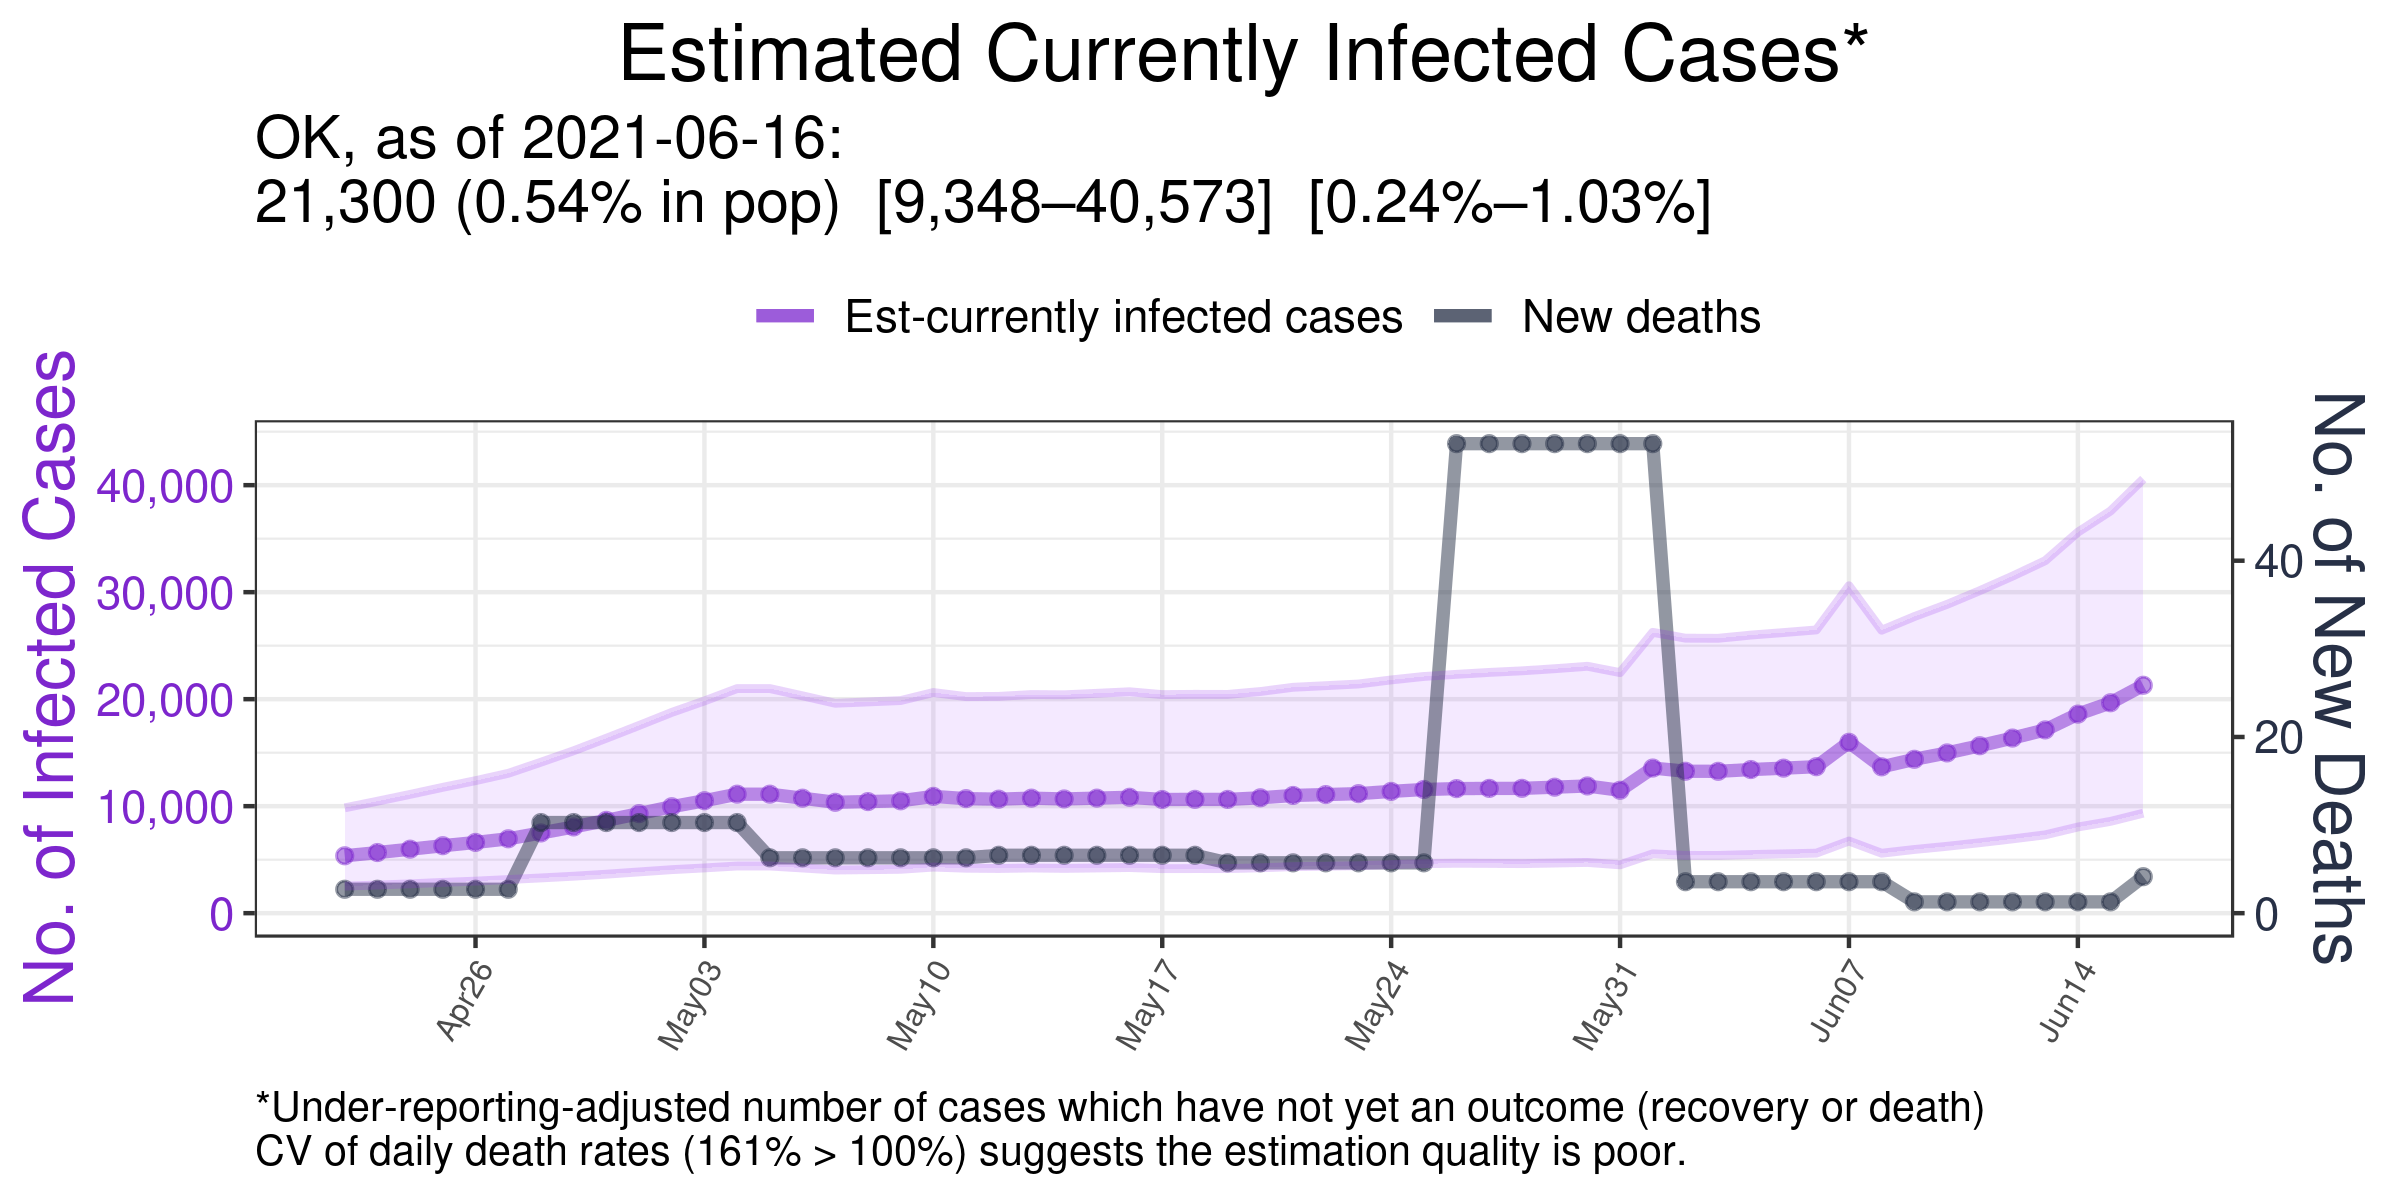 Estimated Currently Infected Cases*
OK, as of 2021-06-16:
21,300 (0.54% in pop)  [9,348–40,573]  [0.24%–1.03%]
Est-currently infected cases
New deaths
No. of Infected Cases
40,000
30,000
20,000
10,000
0
No. of New Deaths
40
20
0
Apr26
May03
May10
May17
May24
May31
Jun07
Jun14
*Under-reporting-adjusted number of cases which have not yet an outcome (recovery or death)
CV of daily death rates (161% > 100%) suggests the estimation quality is poor.